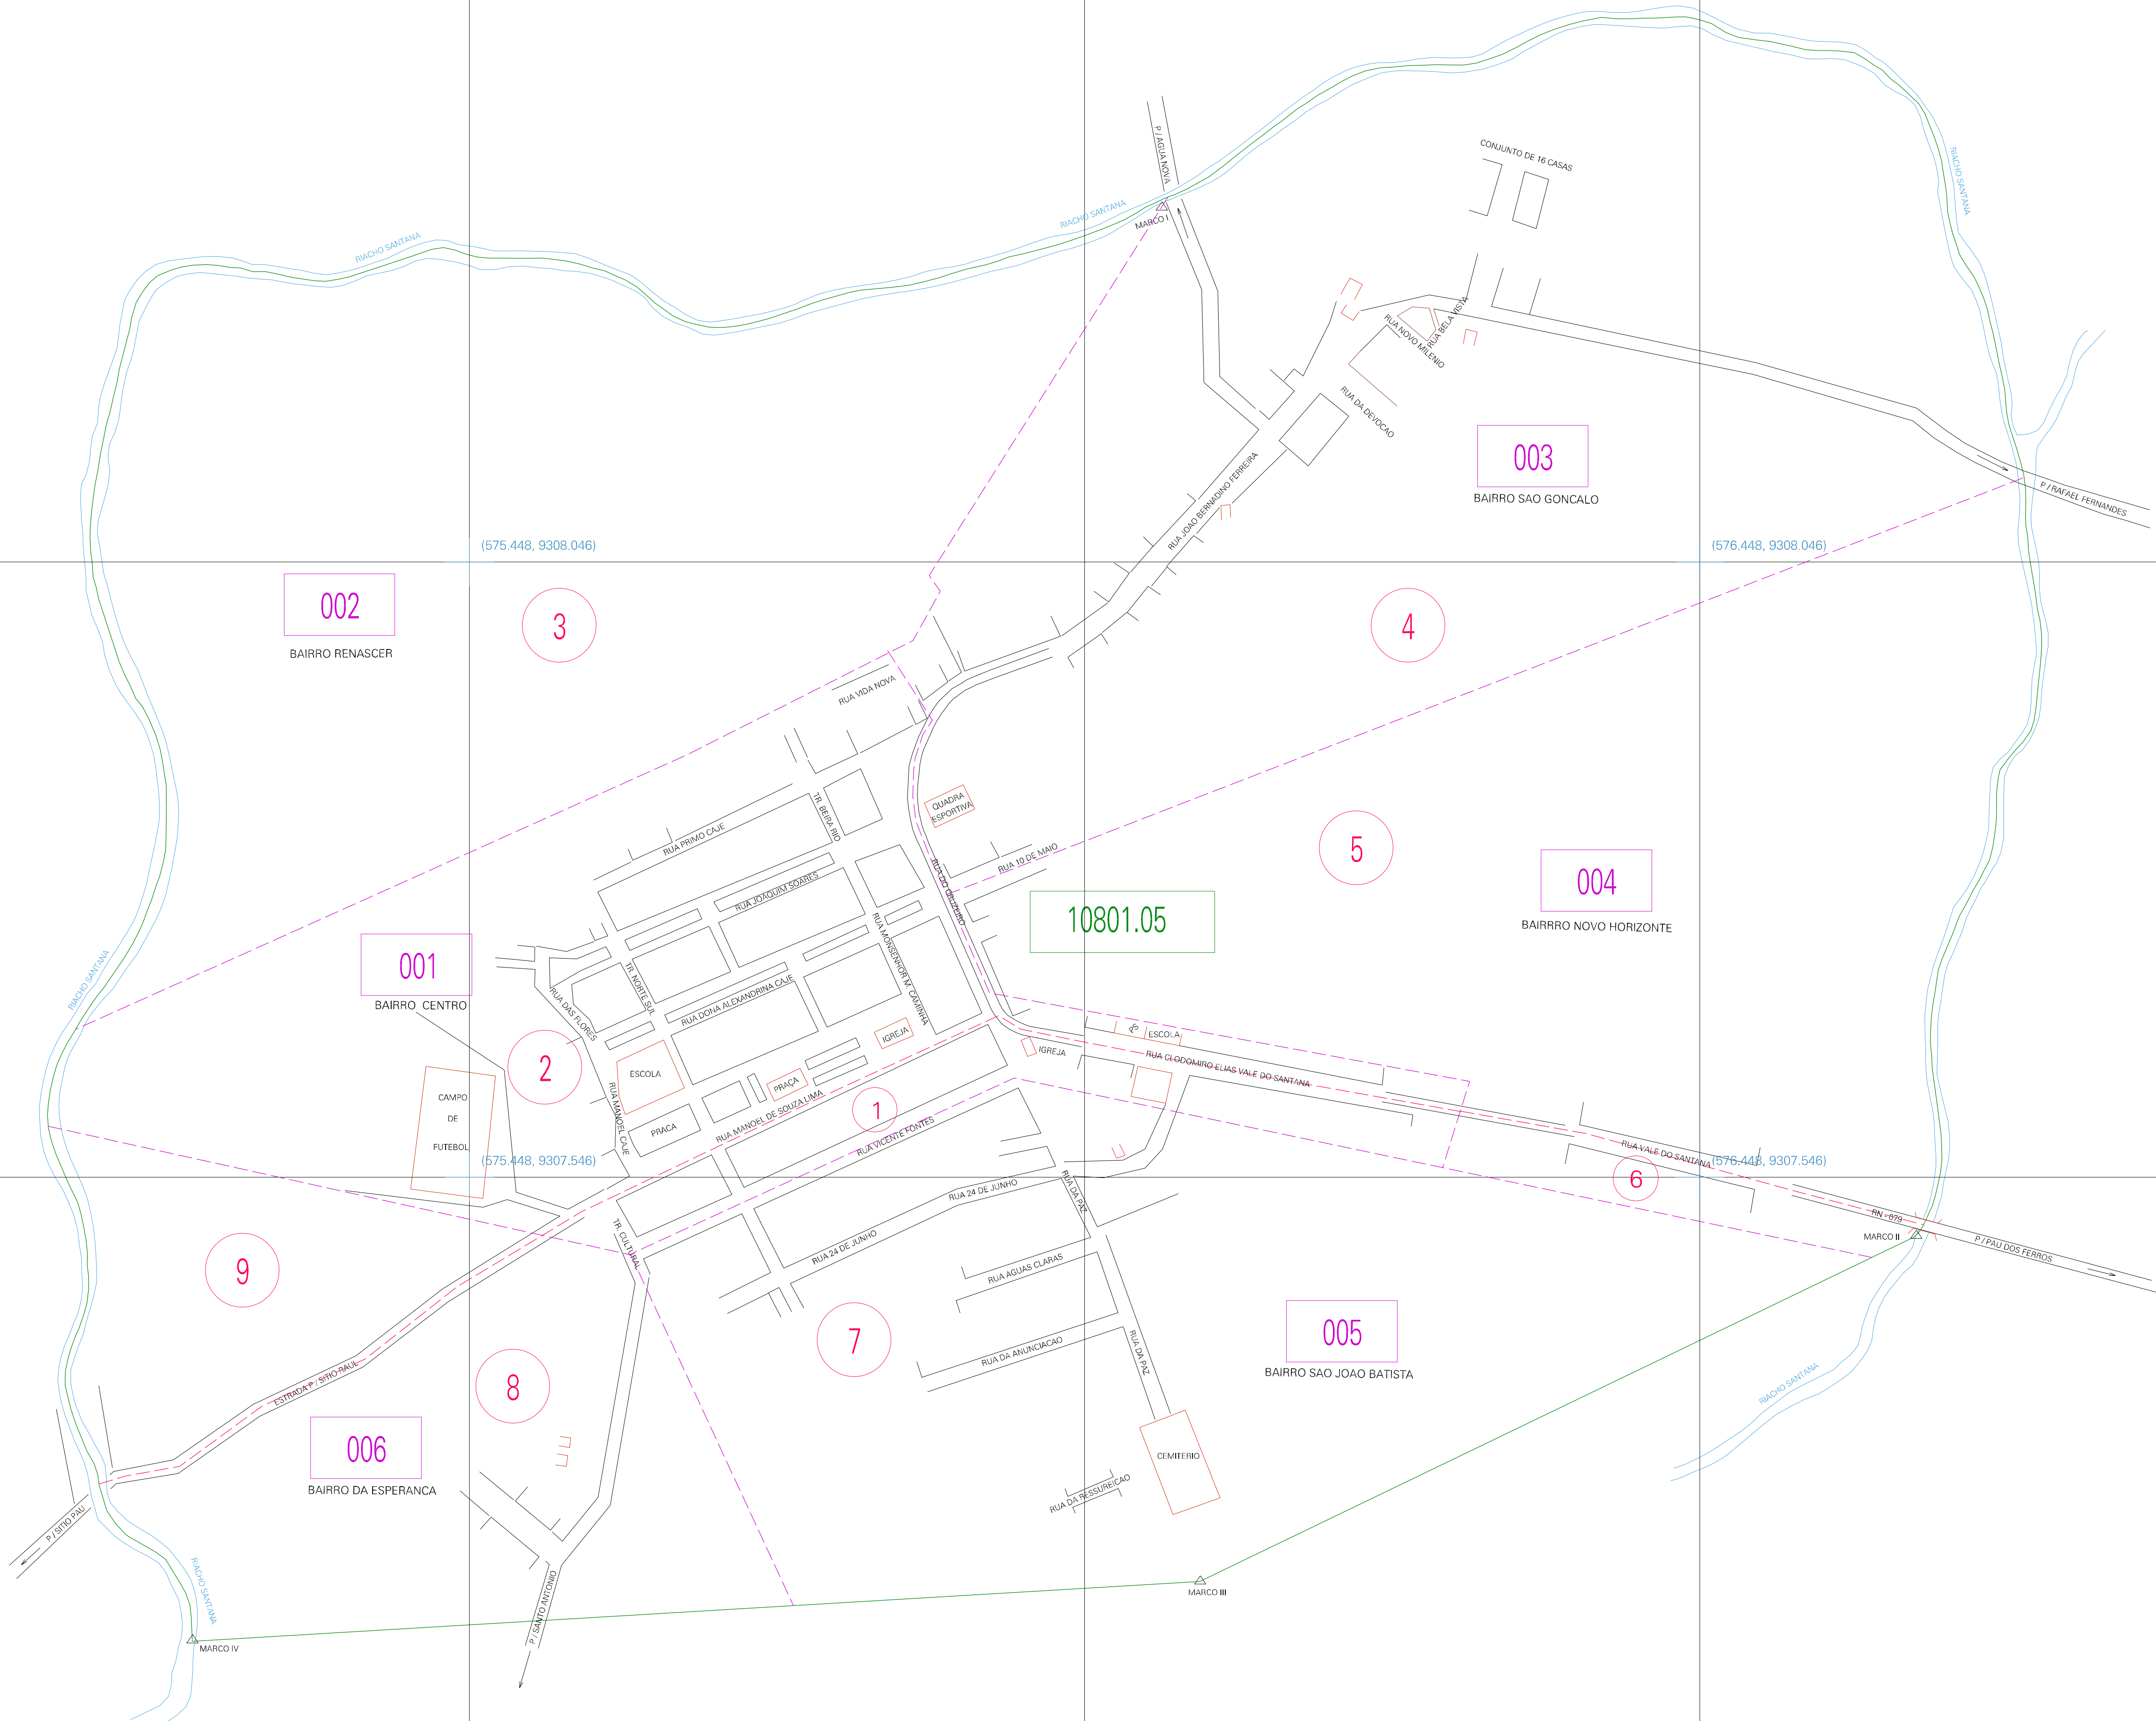 P / AGUA NOVA
CONJUNTO DE 16 CASAS
RIACHO SANTANA
RIACHO SANTANA
RIACHO SANTANA
MARCO I
RUA BELA VISTA
RUA NOVO MILENIO
RUA DA DEVOCAO
003
BAIRRO SAO GONCALO
P / RAFAEL FERNANDES
RUA JOAO BERNADINO FERREIRA
(575.448, 9308.046)
(576.448, 9308.046)
002
BAIRRO RENASCER
3
4
RUA VIDA NOVA
QUADRA
ESPORTIVA
TR. BEIRA RIO
RUA PRIMO CAJE
RUA 10 DE MAIO
5
RUA JOAQUIM SOARES
RUA DO CRUZEIRO
004
BAIRRRO NOVO HORIZONTE
10801.05
RUA MONSENHOR M. CAMINHA
001
BAIRRO CENTRO
RIACHO SANTANA
TR. NORTE SUL
RUA DONA ALEXANDRINA CAJE
RUA DAS FLORES
IGREJA
PS
ESCOLA
IGREJA
RUA CLODOMIRO ELIAS VALE DO SANTANA
2
ESCOLA
PRAÇA
CAMPO
DE
FUTEBOL
RUA MANOEL CAJE
RUA MANOEL DE SOUZA LIMA
1
PRACA
RUA VICENTE FONTES
RUA VALE DO SANTANA
(575.448, 9307.546)
(576.448, 9307.546)
6
RUA 24 DE JUNHO
RUA DA PAZ
RN - 079
MARCO II
P / PAU DOS FERROS
TR. CULTURAL
RUA 24 DE JUNHO
RUA AGUAS CLARAS
9
7
005
BAIRRO SAO JOAO BATISTA
RUA DA ANUNCIACAO
RUA DA PAZ
ESTRADA P / SITIO RAUL
8
RIACHO SANTANA
006
BAIRRO DA ESPERANCA
CEMITERIO
RUA DA RESSUREICAO
P / SITIO PAU
RIACHO SANTANA
P / SANTO ANTONIO
MARCO III
MARCO IV